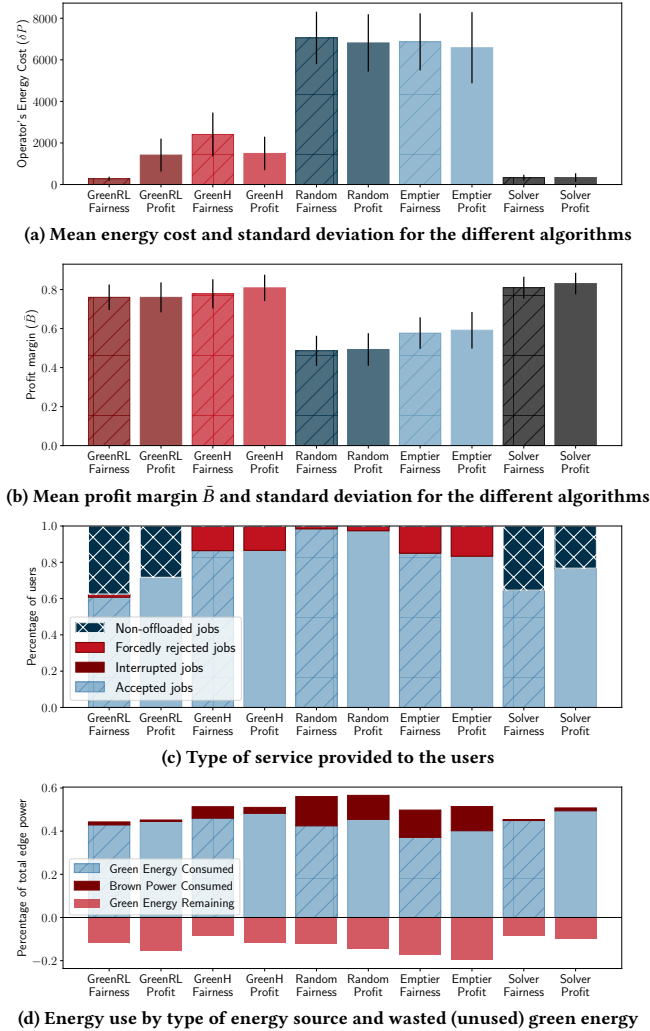 8000
6000
4000
2000
0
Operator's Energy Cost (δP)
GreenRL Fairness
GreenRL Profit
GreenH Fairness
GreenH Profit
Random Fairness
Random Profit
Emptier Fairness
Emptier Profit
Solver Fairness
Solver Profit
(a) Mean energy cost and standard deviation for the different algorithms
0.8
0.6
0.4
0.2
0.0
Profit margin (B̄)
GreenRL Fairness
GreenRL Profit
GreenH Fairness
GreenH Profit
Random Fairness
Random Profit
Emptier Fairness
Emptier Profit
Solver Fairness
Solver Profit
(b) Mean profit margin B̄ and standard deviation for the different algorithms
1.0
0.8
0.6
0.4
0.2
0.0
Percentage of users
Non-offloaded jobs
Forcedly rejected jobs
Interrupted jobs
Accepted jobs
GreenRL Fairness
GreenRL Profit
GreenH Fairness
GreenH Profit
Random Fairness
Random Profit
Emptier Fairness
Emptier Profit
Solver Fairness
Solver Profit
(c) Type of service provided to the users
0.6
0.4
0.2
0.0
−0.2
Percentage of total edge power
Green Energy Consumed
Brown Power Consumed
Green Energy Remaining
GreenRL Fairness
GreenRL Profit
GreenH Fairness
GreenH Profit
Random Fairness
Random Profit
Emptier Fairness
Emptier Profit
Solver Fairness
Solver Profit
(d) Energy use by type of energy source and wasted (unused) green energy